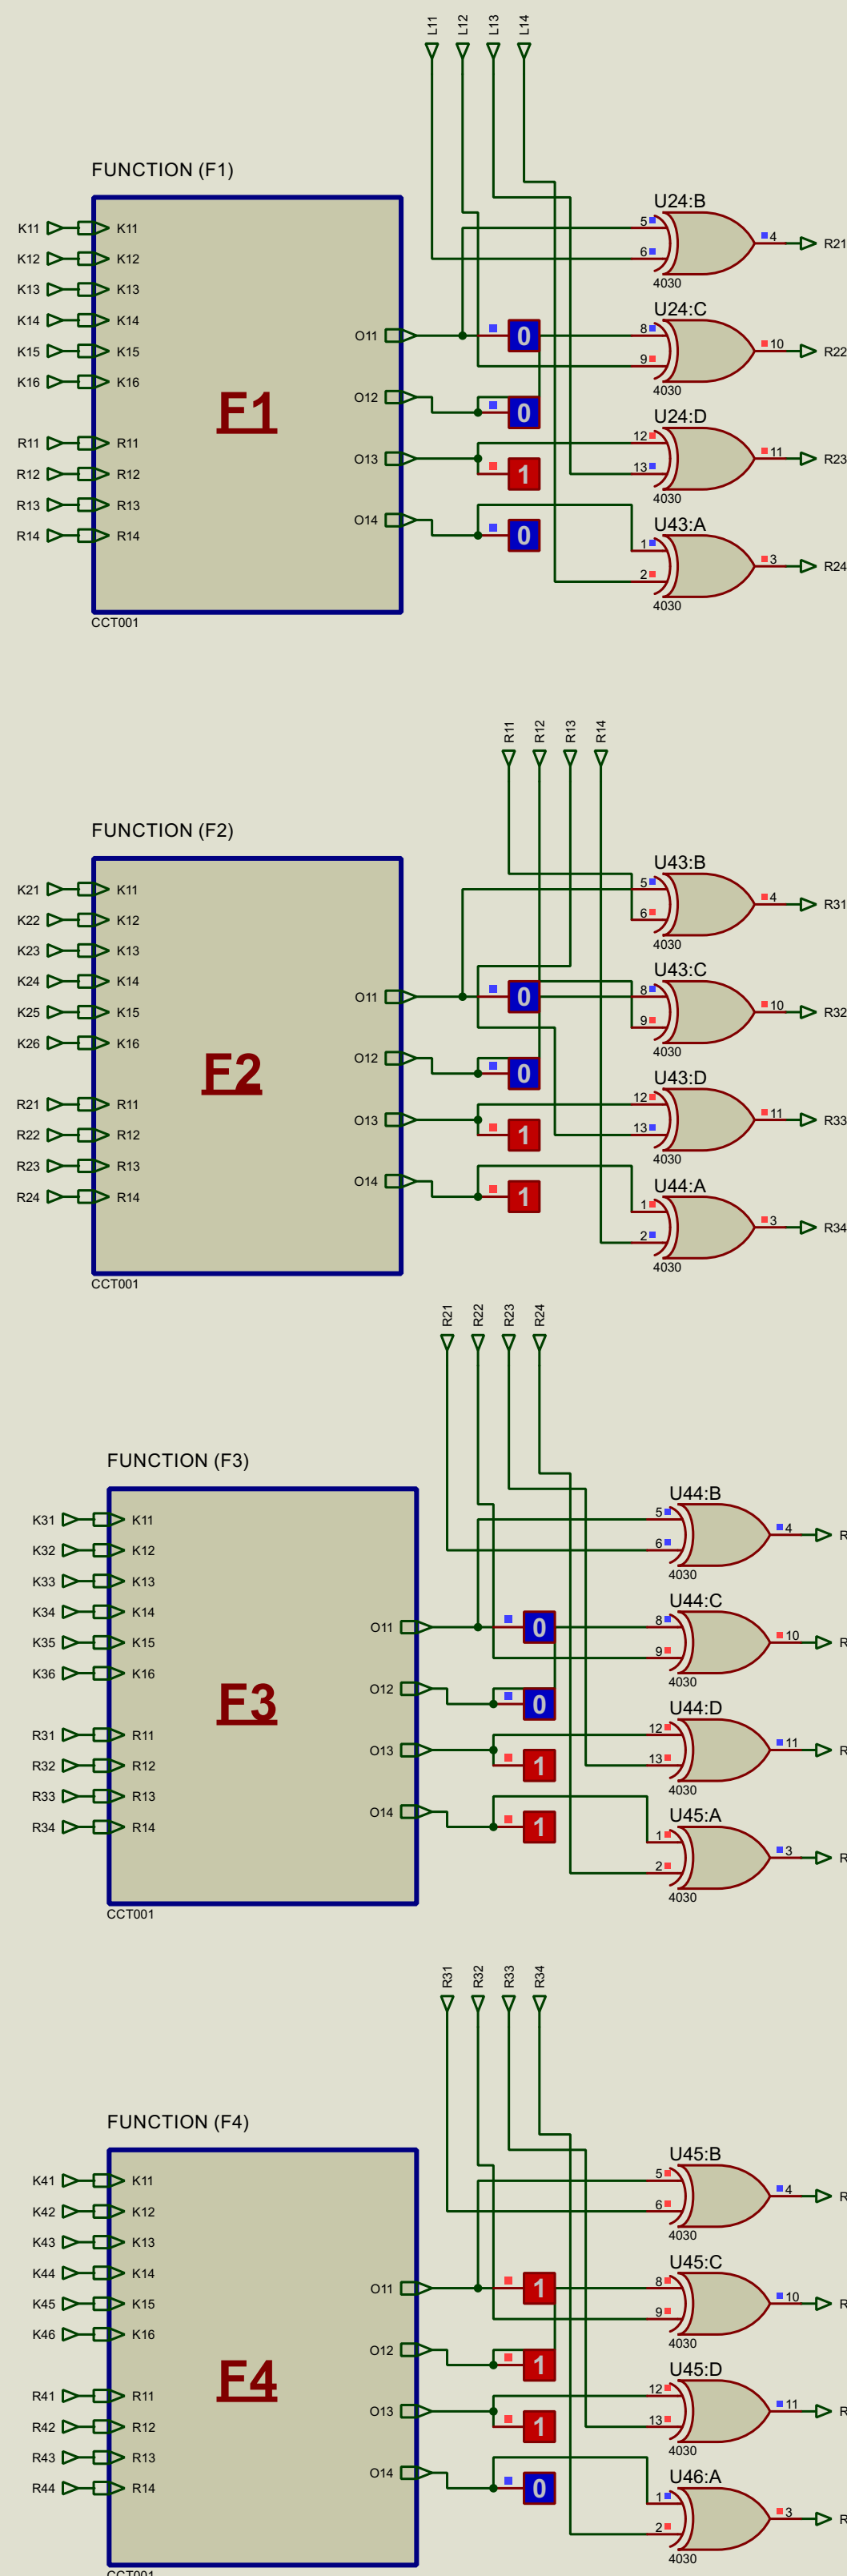 L11 L12 L13 L14
FUNCTION (F1)
U24:B
K11 K11 5 4 R21
K12 K12 6
4030
K13 K13
U24:C
K14 K14 O11 0 8 10 R22
K15 K15 9
4030
K16 K16
F1
O12 0
U24:D
R11 R11 12 11 R23
R12 R12 O13 1 13
4030
R13 R13
U43:A
R14 R14 O14 0 1 3 R24
2
4030
CCT001
R11 R12 R13 R14
FUNCTION (F2)
U43:B
K21 K11 5 4 R31
K22 K12 6
4030
K23 K13
U43:C
K24 K14 O11 0 8 10 R32
K25 K15 9
4030
K26 K16
F2
O12 0
U43:D
R21 R11 12 11 R33
R22 R12 O13 1 13
4030
R23 R13
U44:A
R24 R14 O14 1 1 3 R34
2
4030
CCT001
R21 R22 R23 R24
FUNCTION (F3)
U44:B
K31 K11 5 4 R
K32 K12 6
4030
K33 K13
U44:C
K34 K14 O11 0 8 10 R
K35 K15 9
4030
K36 K16
F3
O12 0
U44:D
R31 R11 12 11 R
R32 R12 O13 1 13
4030
R33 R13
U45:A
R34 R14 O14 1 1 3 R
2
4030
CCT001
R31 R32 R33 R34
FUNCTION (F4)
U45:B
K41 K11 5 4 R
K42 K12 6
4030
K43 K13
U45:C
K44 K14 O11 1 8 10 R
K45 K15 9
4030
K46 K16
F4
O12 1
U45:D
R41 R11 12 11 R
R42 R12 O13 1 13
4030
R43 R13
U46:A
R44 R14 O14 0 1 3 R
2
4030
CCT001